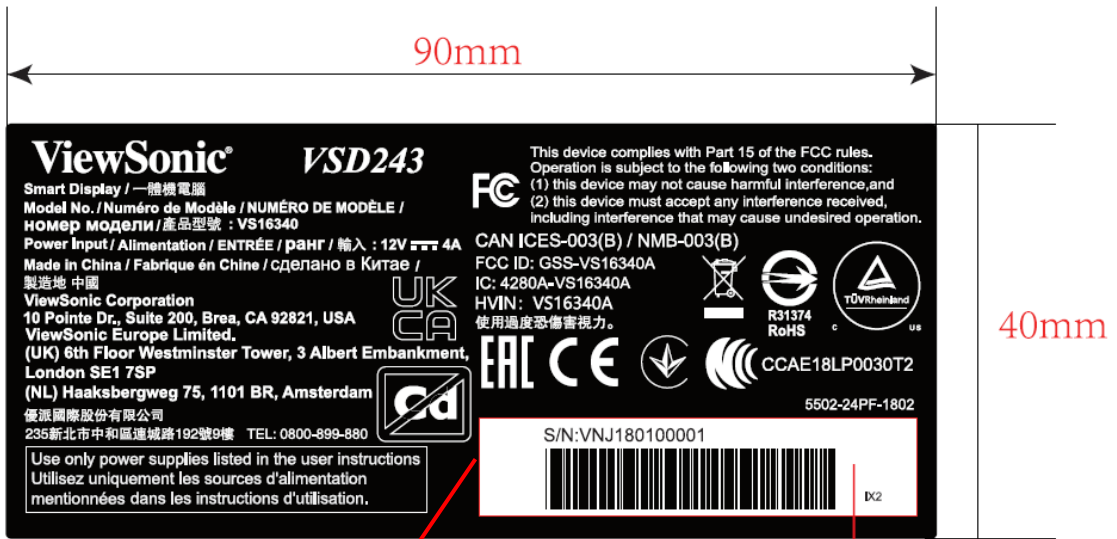 90mm
ViewSonic® VSD243
Smart Display / 一體機電腦
Model No. / Numéro de Modèle / NUMÉRO DE MODÈLE /
номер модели / 產品型號 : VS16340
Power Input / Alimentation / ENTRÉE / ранг / 輸入 : 12V 4A
Made in China / Fabrique én Chine / сделано в Китае /
製造地 中國
ViewSonic Corporation
10 Pointe Dr., Suite 200, Brea, CA 92821, USA
ViewSonic Europe Limited.
(UK) 6th Floor Westminster Tower, 3 Albert Embankment,
London SE1 7SP
(NL) Haaksbergweg 75, 1101 BR, Amsterdam
優派國際股份有限公司
235新北市中和區連城路192號9樓 TEL: 0800-899-880
Use only power supplies listed in the user instructions
Utilisez uniquement les sources d'alimentation
mentionnées dans les instructions d'utilisation.
UK
CA
Cd
FC
This device complies with Part 15 of the FCC rules.
Operation is subject to the following two conditions:
(1) this device may not cause harmful interference,and
(2) this device must accept any interference received,
including interference that may cause undesired operation.
CAN ICES-003(B) / NMB-003(B)
FCC ID: GSS-VS16340A
IC: 4280A-VS16340A
HVIN: VS16340A
使用過度恐傷害視力。
R31374
RoHS
TÜVRheinland
c us
EAC CE CCAE18LP0030T2
5502-24PF-1802
S/N:VNJ180100001
IX2
40mm